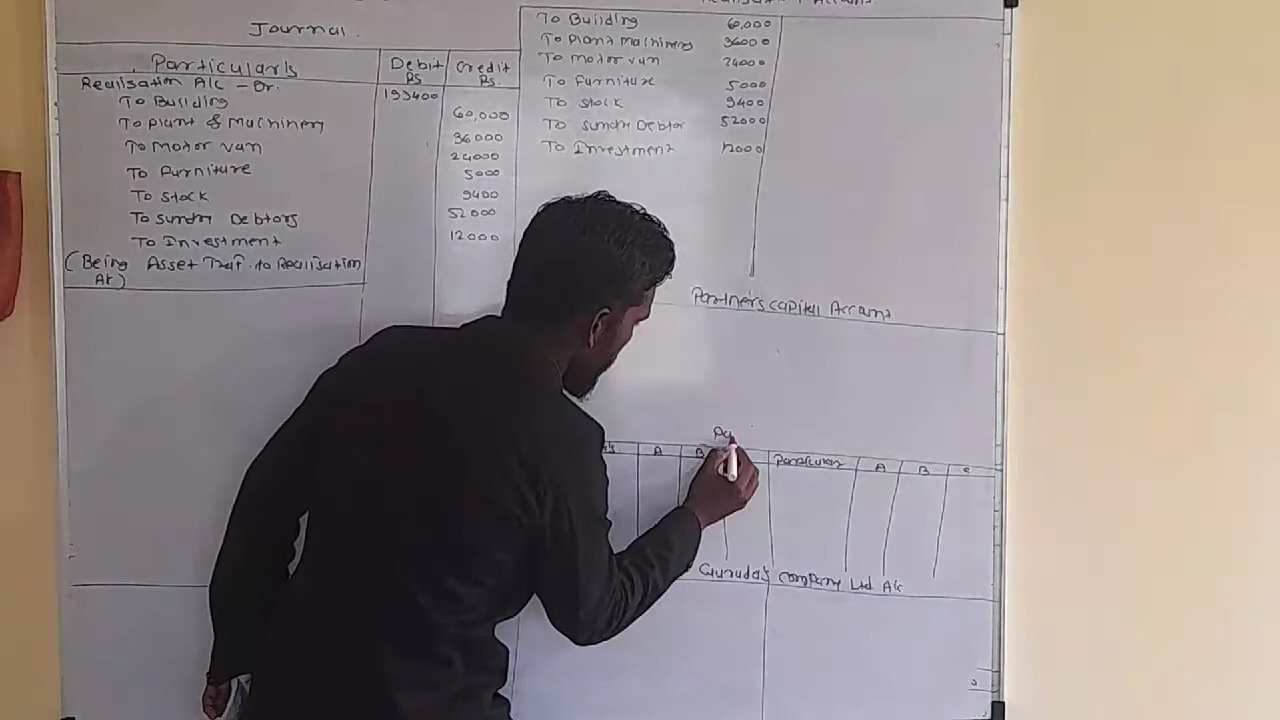 Journal.
Particular's Debit Rs Credit Rs.
Realisation A/c - Dr. 193400
To Building 60,000
To Plant & Machinery 36000
To Motor van 24000
To Furniture 5000
To Stock 9400
To Sundry Debtors 52000
To Investment 12000
(Being Asset Traf. to Realisation
A/c)
To Building 60,000
To Plant Machinery 36000
To Motor van 24000
To Furniture 5000
To Stock 9400
To Sundry Debtor 52000
To Investment 12000
Partner's Capital Account
A B Particular A B C
Company Ltd A/c